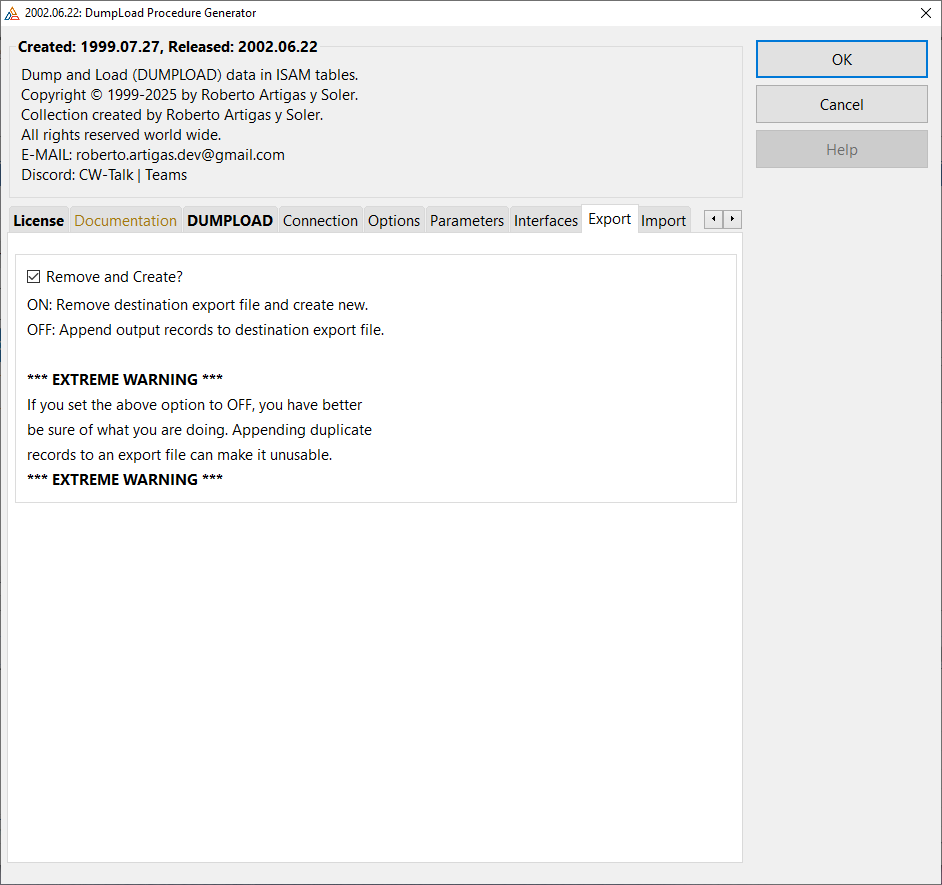 2002.06.22: DumpLoad Procedure Generator
Created: 1999.07.27, Released: 2002.06.22
Dump and Load (DUMPLOAD) data in ISAM tables.
Copyright © 1999-2025 by Roberto Artigas y Soler.
Collection created by Roberto Artigas y Soler.
All rights reserved world wide.
E-MAIL: roberto.artigas.dev@gmail.com
Discord: CW-Talk | Teams
OK
Cancel
Help
License Documentation DUMPLOAD Connection Options Parameters Interfaces Export Import
Remove and Create?
ON: Remove destination export file and create new.
OFF: Append output records to destination export file.
*** EXTREME WARNING ***
If you set the above option to OFF, you have better
be sure of what you are doing. Appending duplicate
records to an export file can make it unusable.
*** EXTREME WARNING ***